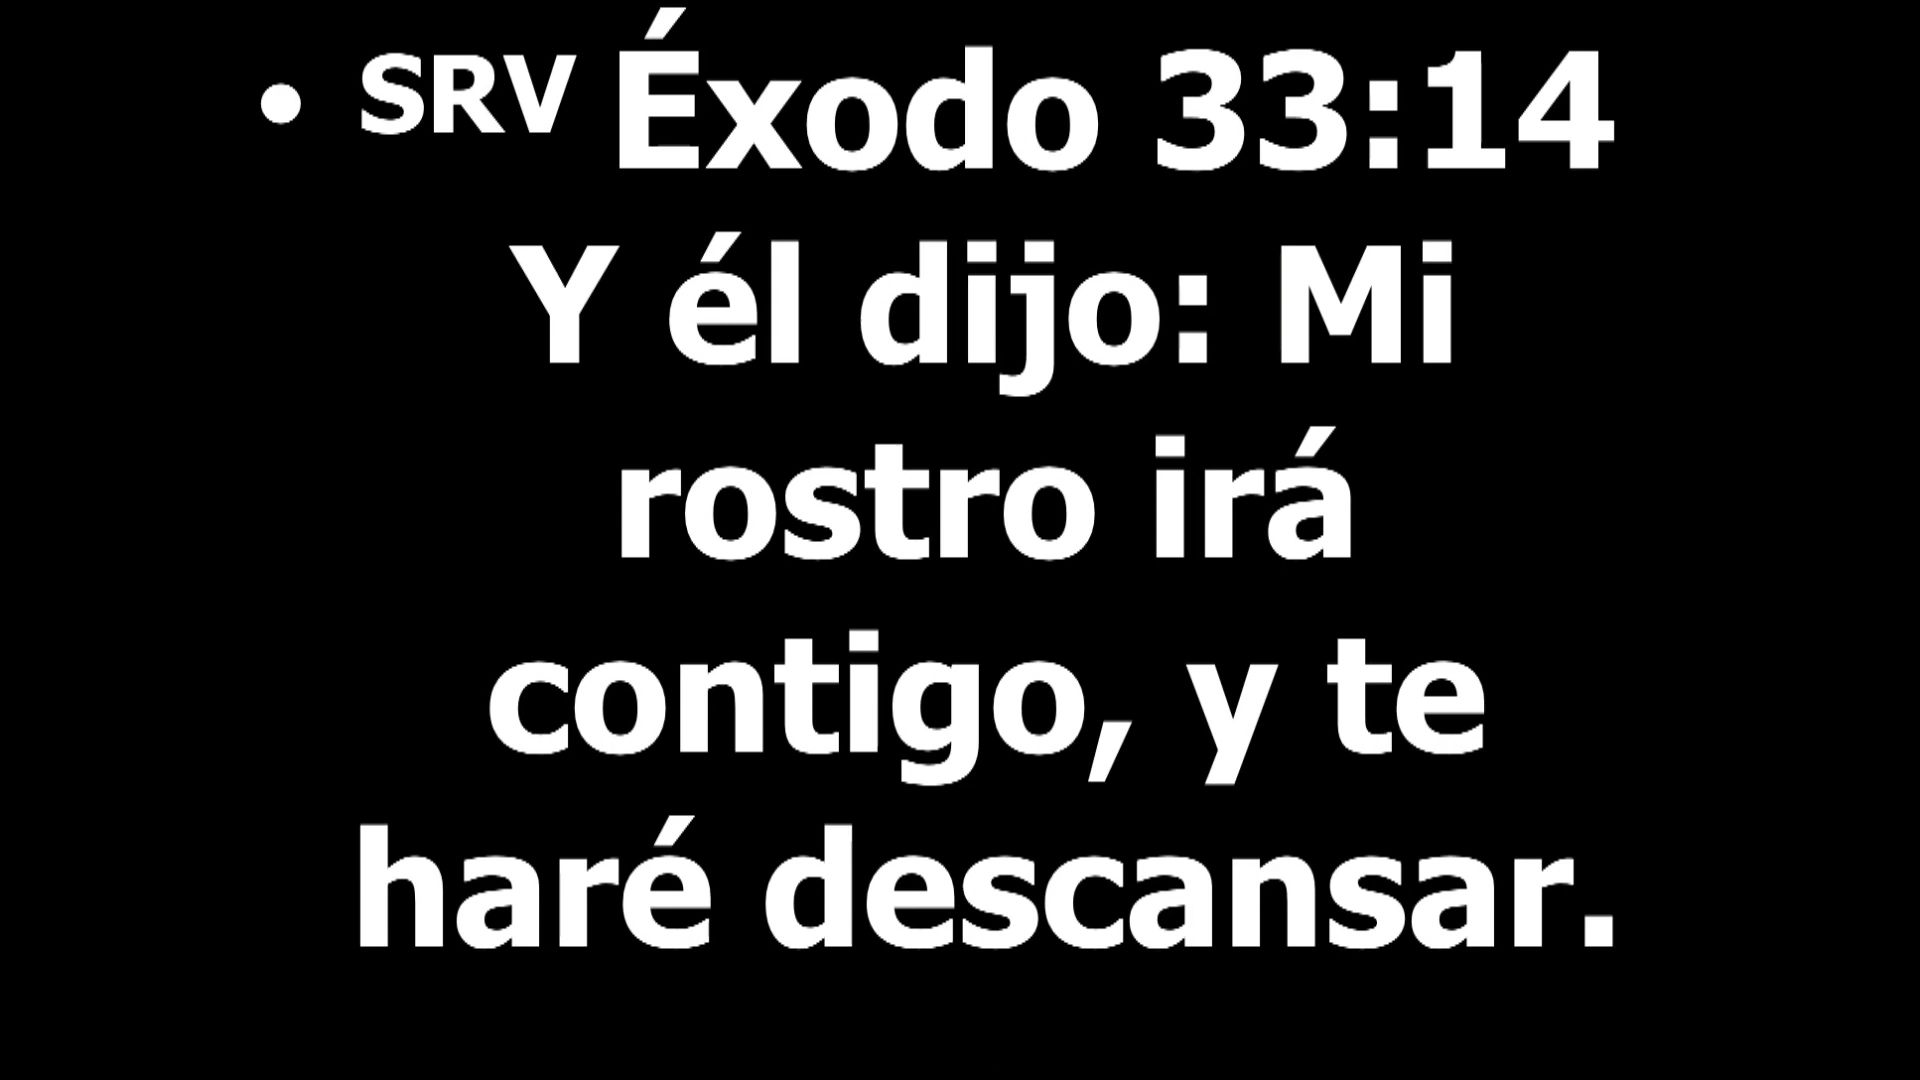 • SRV Éxodo 33:14
Y él dijo: Mi
rostro irá
contigo, y te
haré descansar.